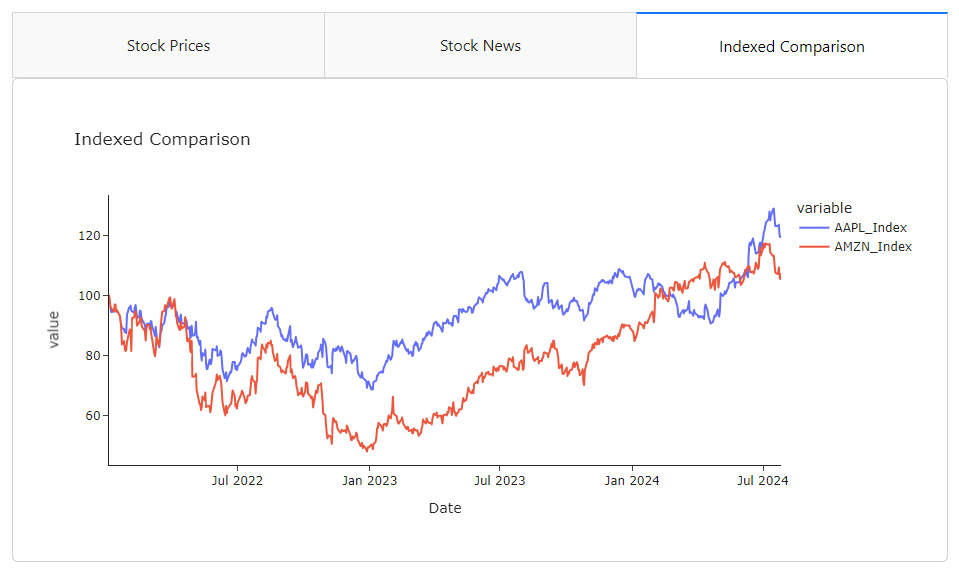 Stock Prices
Stock News
Indexed Comparison
Indexed Comparison
variable
AAPL_Index
AMZN_Index
120
100
80
60
value
Jul 2022
Jan 2023
Jul 2023
Jan 2024
Jul 2024
Date